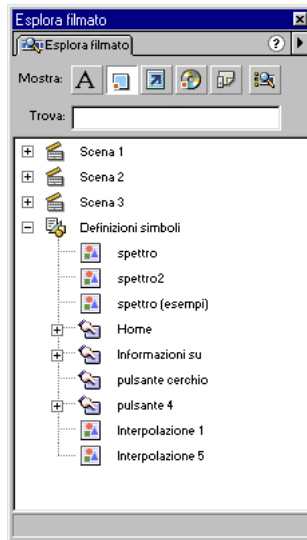 Esplora filmato
Esplora filmato ?
Mostra: A
Trova:
Scena 1
Scena 2
Scena 3
Definizioni simboli
spettro
spettro2
spettro (esempi)
Home
Informazioni su
pulsante cerchio
pulsante 4
Interpolazione 1
Interpolazione 5